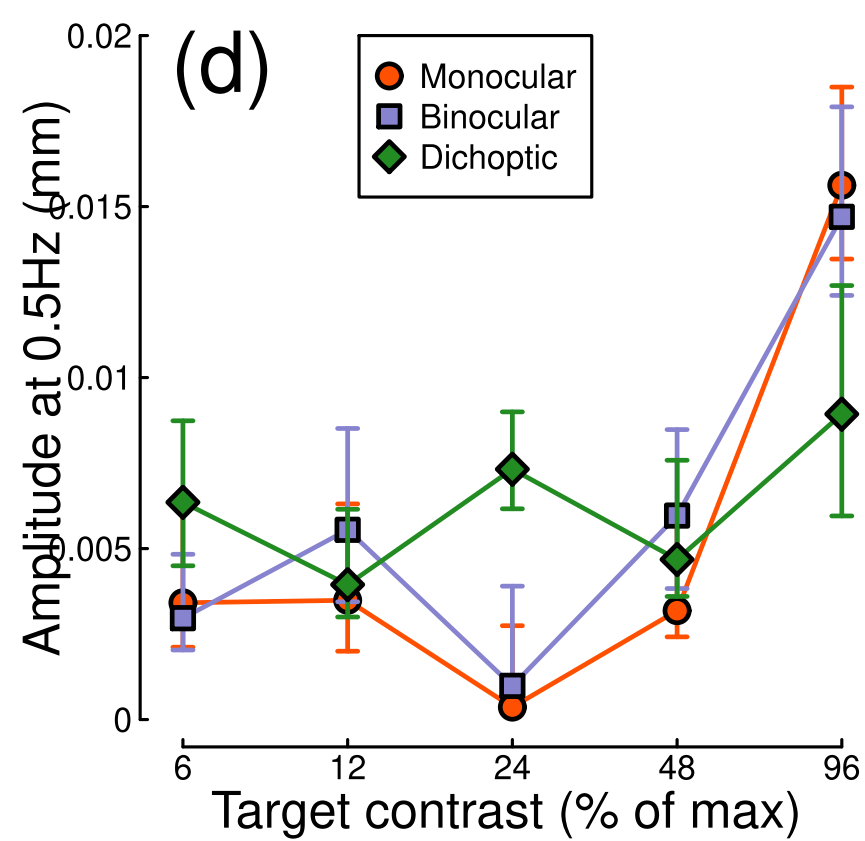 (d)
Monocular
Binocular
Dichoptic
Amplitude at 0.5Hz (mm)
0.02
0.015
0.01
0.005
0
6 12 24 48 96
Target contrast (% of max)